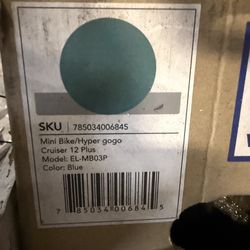 SKU 785034006845
Mini Bike/Hyper gogo
Cruiser 12 Plus
Model: EL-MB03P
Color: Blue
7 85034 00684 5